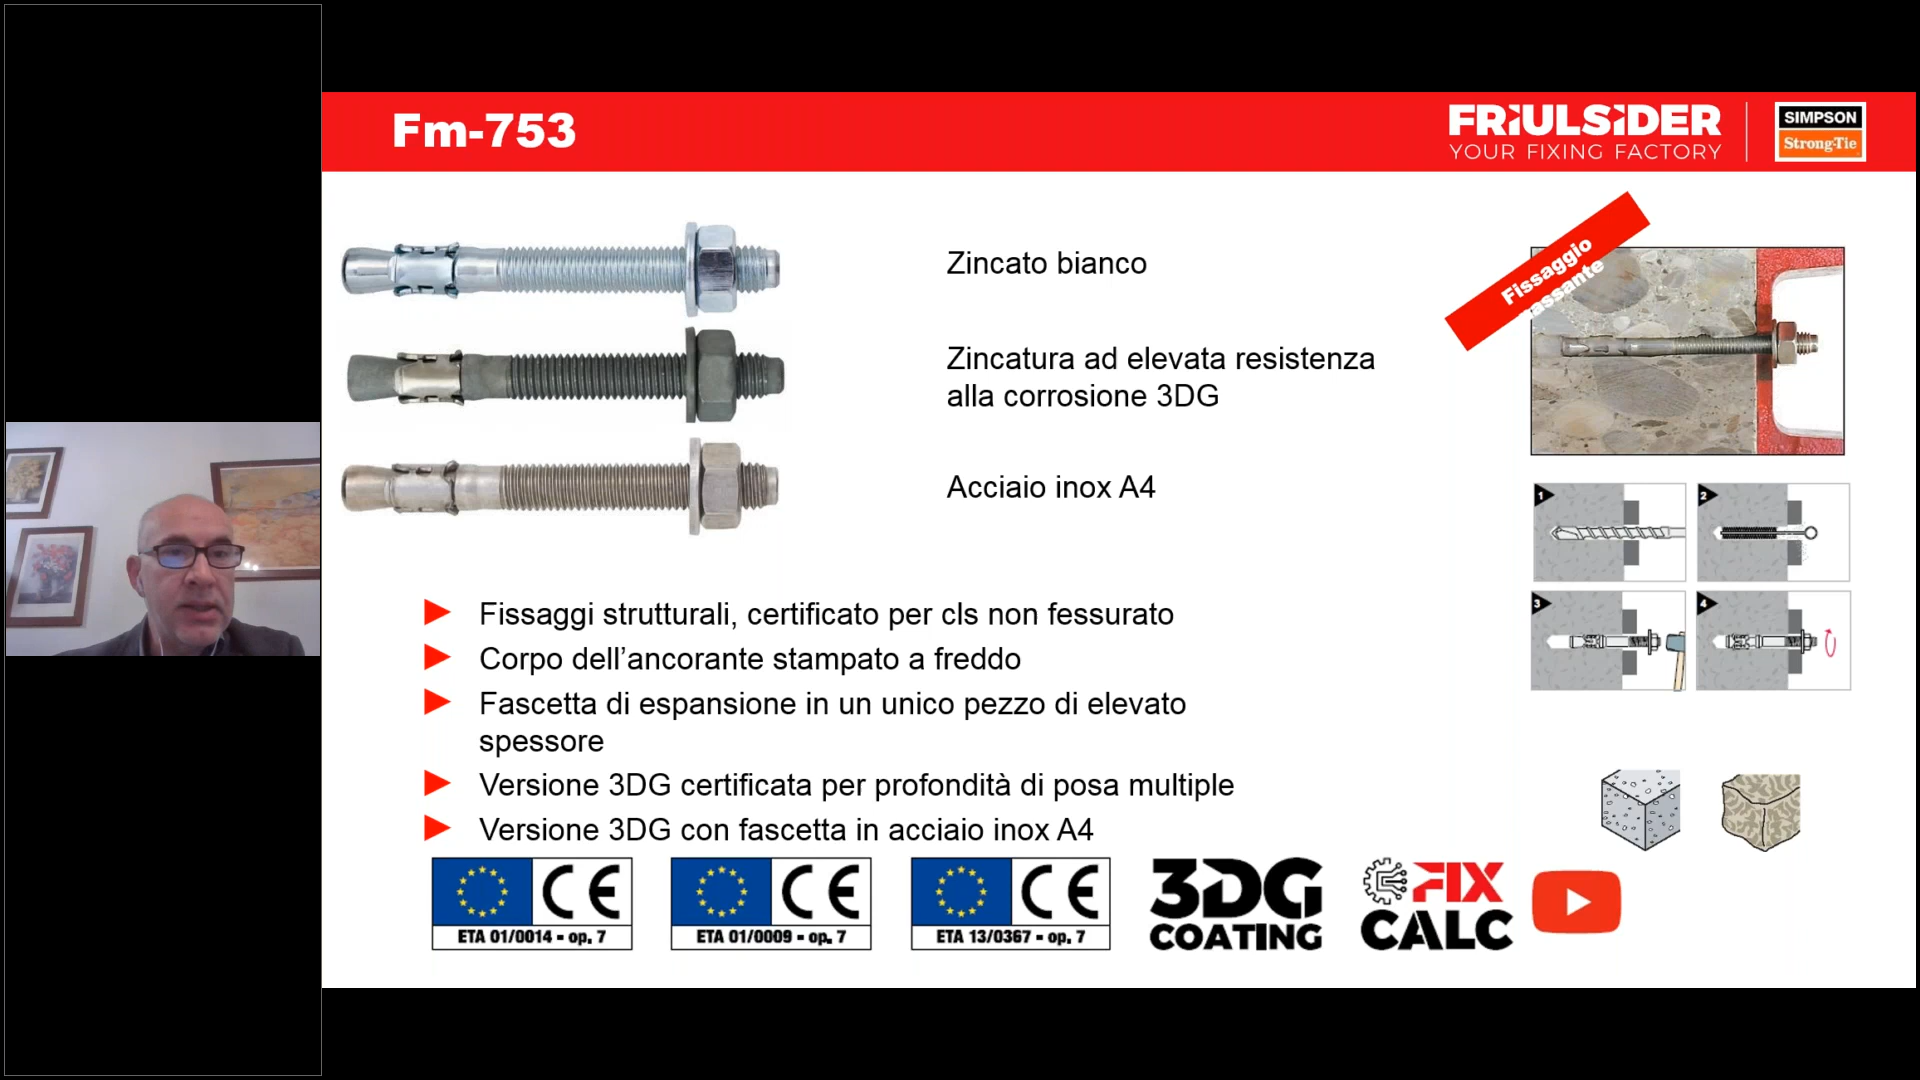 Fm-753
FRiULSiDER
YOUR FIXING FACTORY
SIMPSON
Strong-Tie
Zincato bianco
Zincatura ad elevata resistenza
alla corrosione 3DG
Acciaio inox A4
Fissaggio
1
2
3
4
Fissaggi strutturali, certificato per cls non fessurato
Corpo dell’ancorante stampato a freddo
Fascetta di espansione in un unico pezzo di elevato
spessore
Versione 3DG certificata per profondità di posa multiple
Versione 3DG con fascetta in acciaio inox A4
CE
ETA 01/0014 - op. 7
CE
ETA 01/0009 - op. 7
CE
ETA 13/0367 - op. 7
3DG
COATING
FIX
CALC